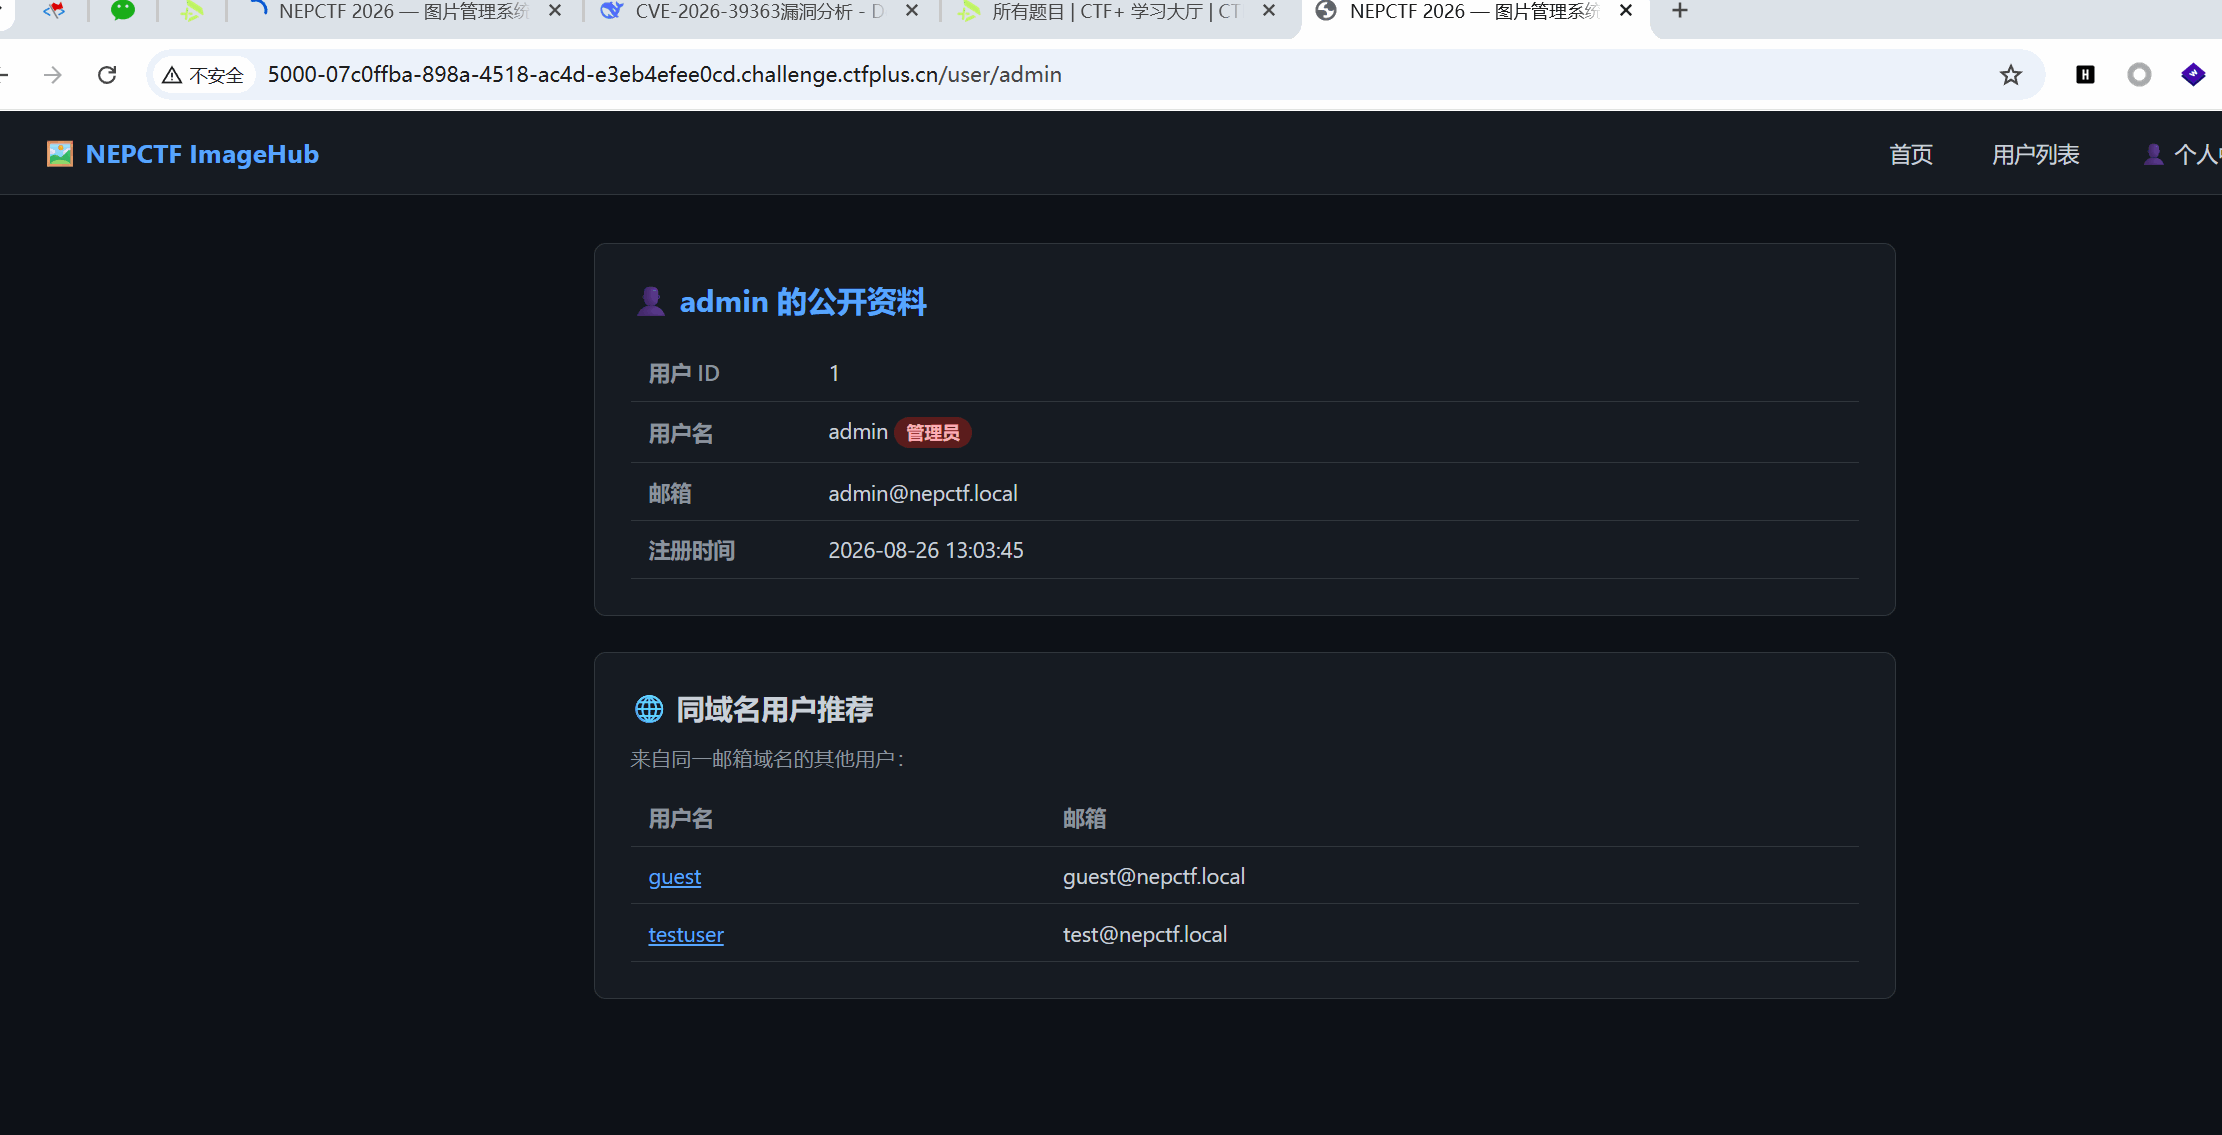 NEPCTF 2026 — 图片管理系统
CVE-2026-39363漏洞分析 - D
所有题目 | CTF+ 学习大厅 | CT
NEPCTF 2026 — 图片管理系统
不安全
5000-07c0ffba-898a-4518-ac4d-e3eb4efee0cd.challenge.ctfplus.cn/user/admin
NEPCTF ImageHub
首页
用户列表
个人中
admin 的公开资料
用户 ID 1
用户名 admin 管理员
邮箱 admin@nepctf.local
注册时间 2026-08-26 13:03:45
同域名用户推荐
来自同一邮箱域名的其他用户：
用户名 邮箱
guest guest@nepctf.local
testuser test@nepctf.local